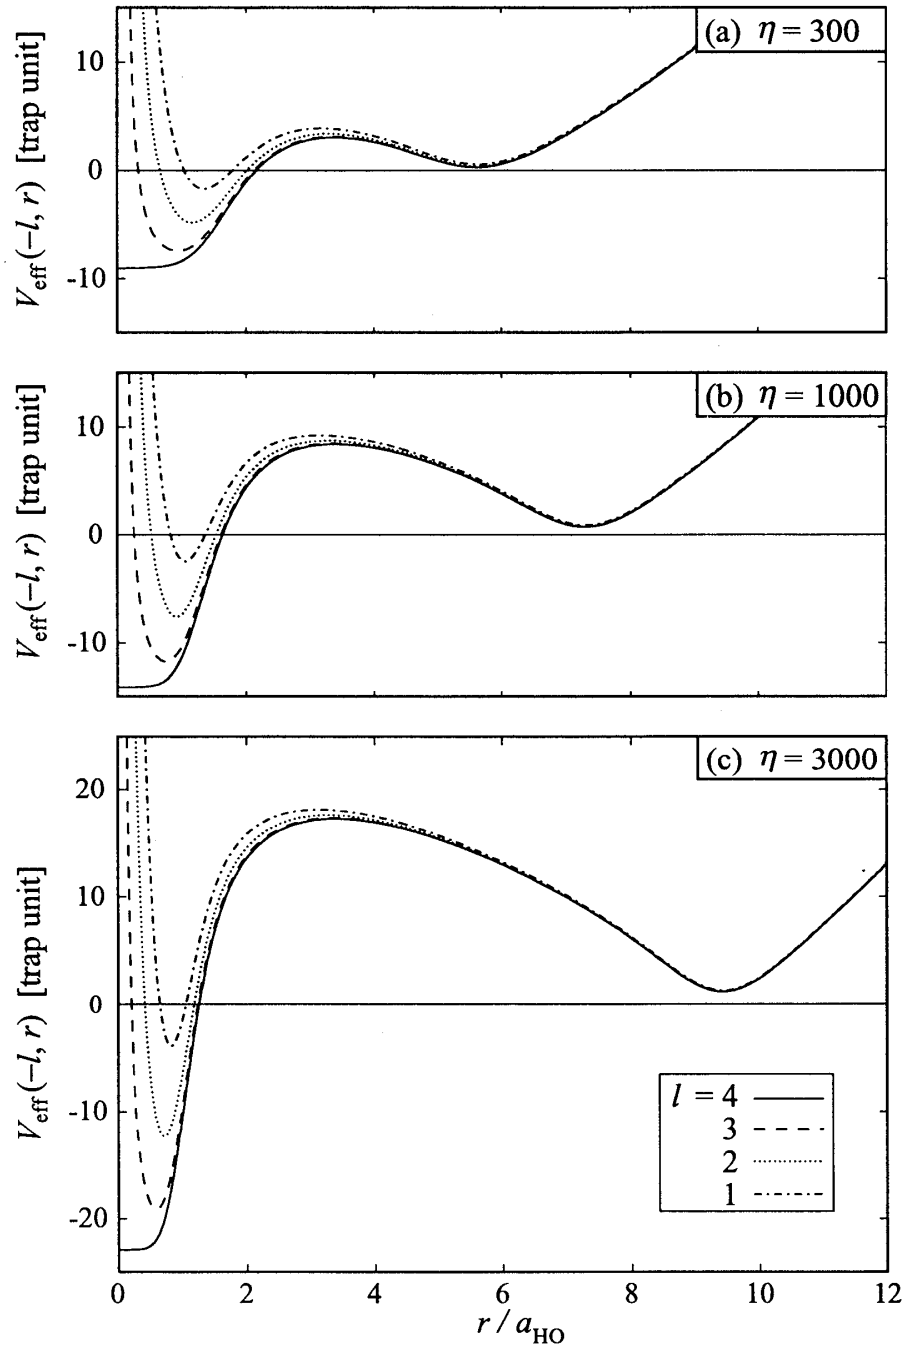 (a) η = 300
10
0
-10
V_eff(−l, r) [trap unit]
(b) η = 1000
10
0
-10
V_eff(−l, r) [trap unit]
(c) η = 3000
20
10
0
-10
-20
V_eff(−l, r) [trap unit]
l = 4
3
2
1
0 2 4 6 8 10 12
r / a_HO